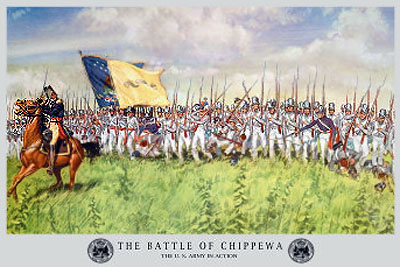 THE BATTLE OF CHIPPEWA
THE U. S. ARMY IN ACTION